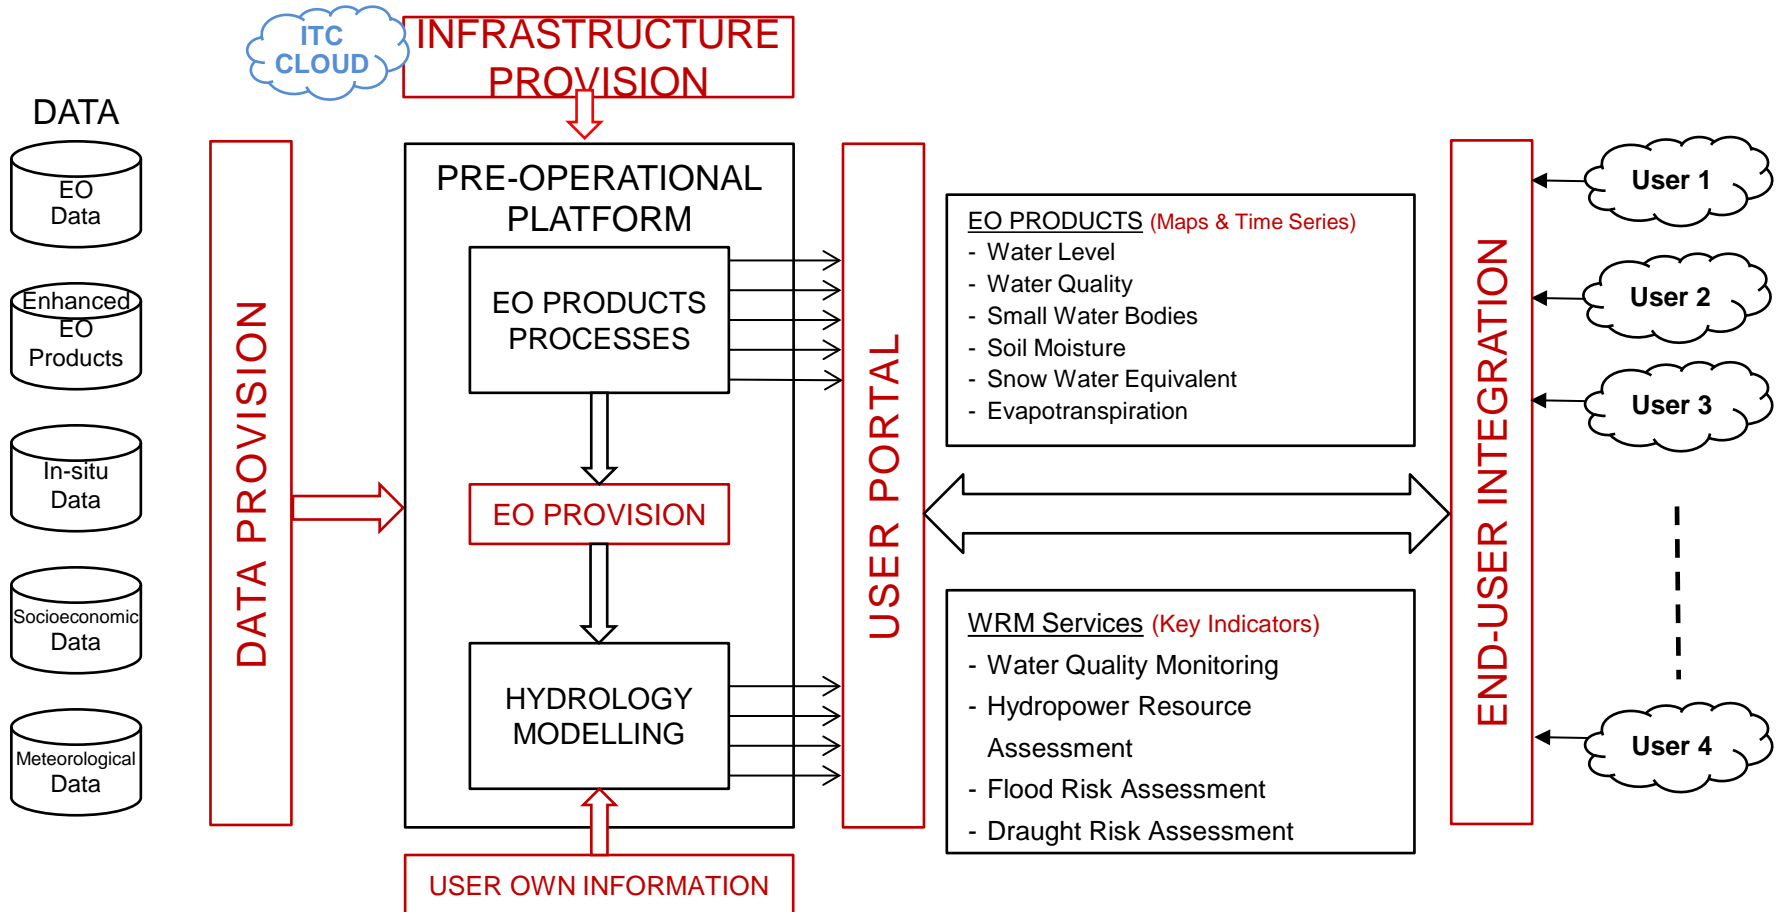 ITC
CLOUD
INFRASTRUCTURE
PROVISION
DATA
EO
Data
Enhanced
EO
Products
In-situ
Data
Socioeconomic
Data
Meteorological
Data
DATA PROVISION
PRE-OPERATIONAL
PLATFORM
EO PRODUCTS
PROCESSES
EO PROVISION
HYDROLOGY
MODELLING
USER OWN INFORMATION
USER PORTAL
EO PRODUCTS (Maps & Time Series)
- Water Level
- Water Quality
- Small Water Bodies
- Soil Moisture
- Snow Water Equivalent
- Evapotranspiration
WRM Services (Key Indicators)
- Water Quality Monitoring
- Hydropower Resource
Assessment
- Flood Risk Assessment
- Draught Risk Assessment
END-USER INTEGRATION
User 1
User 2
User 3
User 4